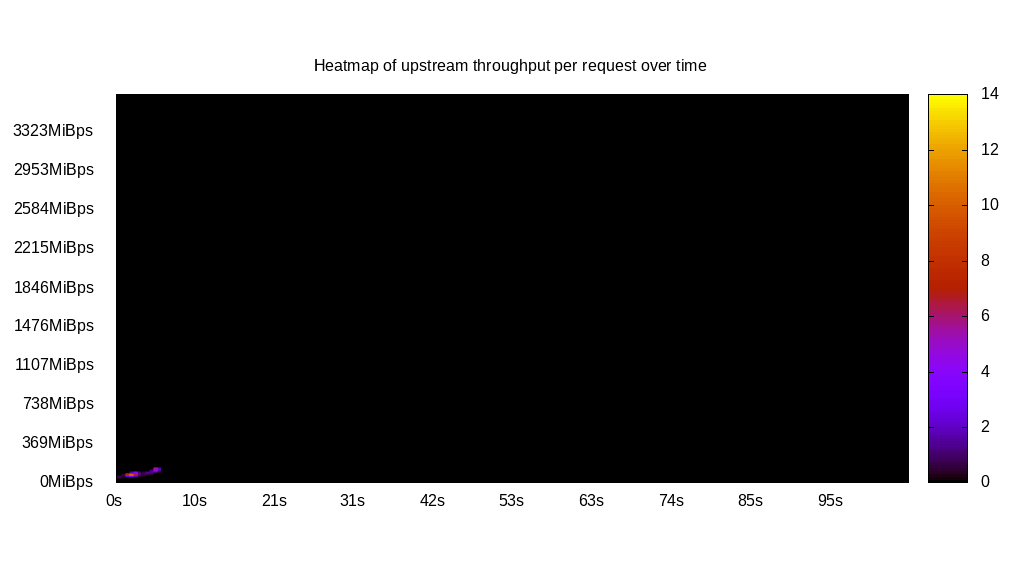 Heatmap of upstream throughput per request over time
3323MiBps
2953MiBps
2584MiBps
2215MiBps
1846MiBps
1476MiBps
1107MiBps
738MiBps
369MiBps
0MiBps
0s 10s 21s 31s 42s 53s 63s 74s 85s 95s
14
12
10
8
6
4
2
0